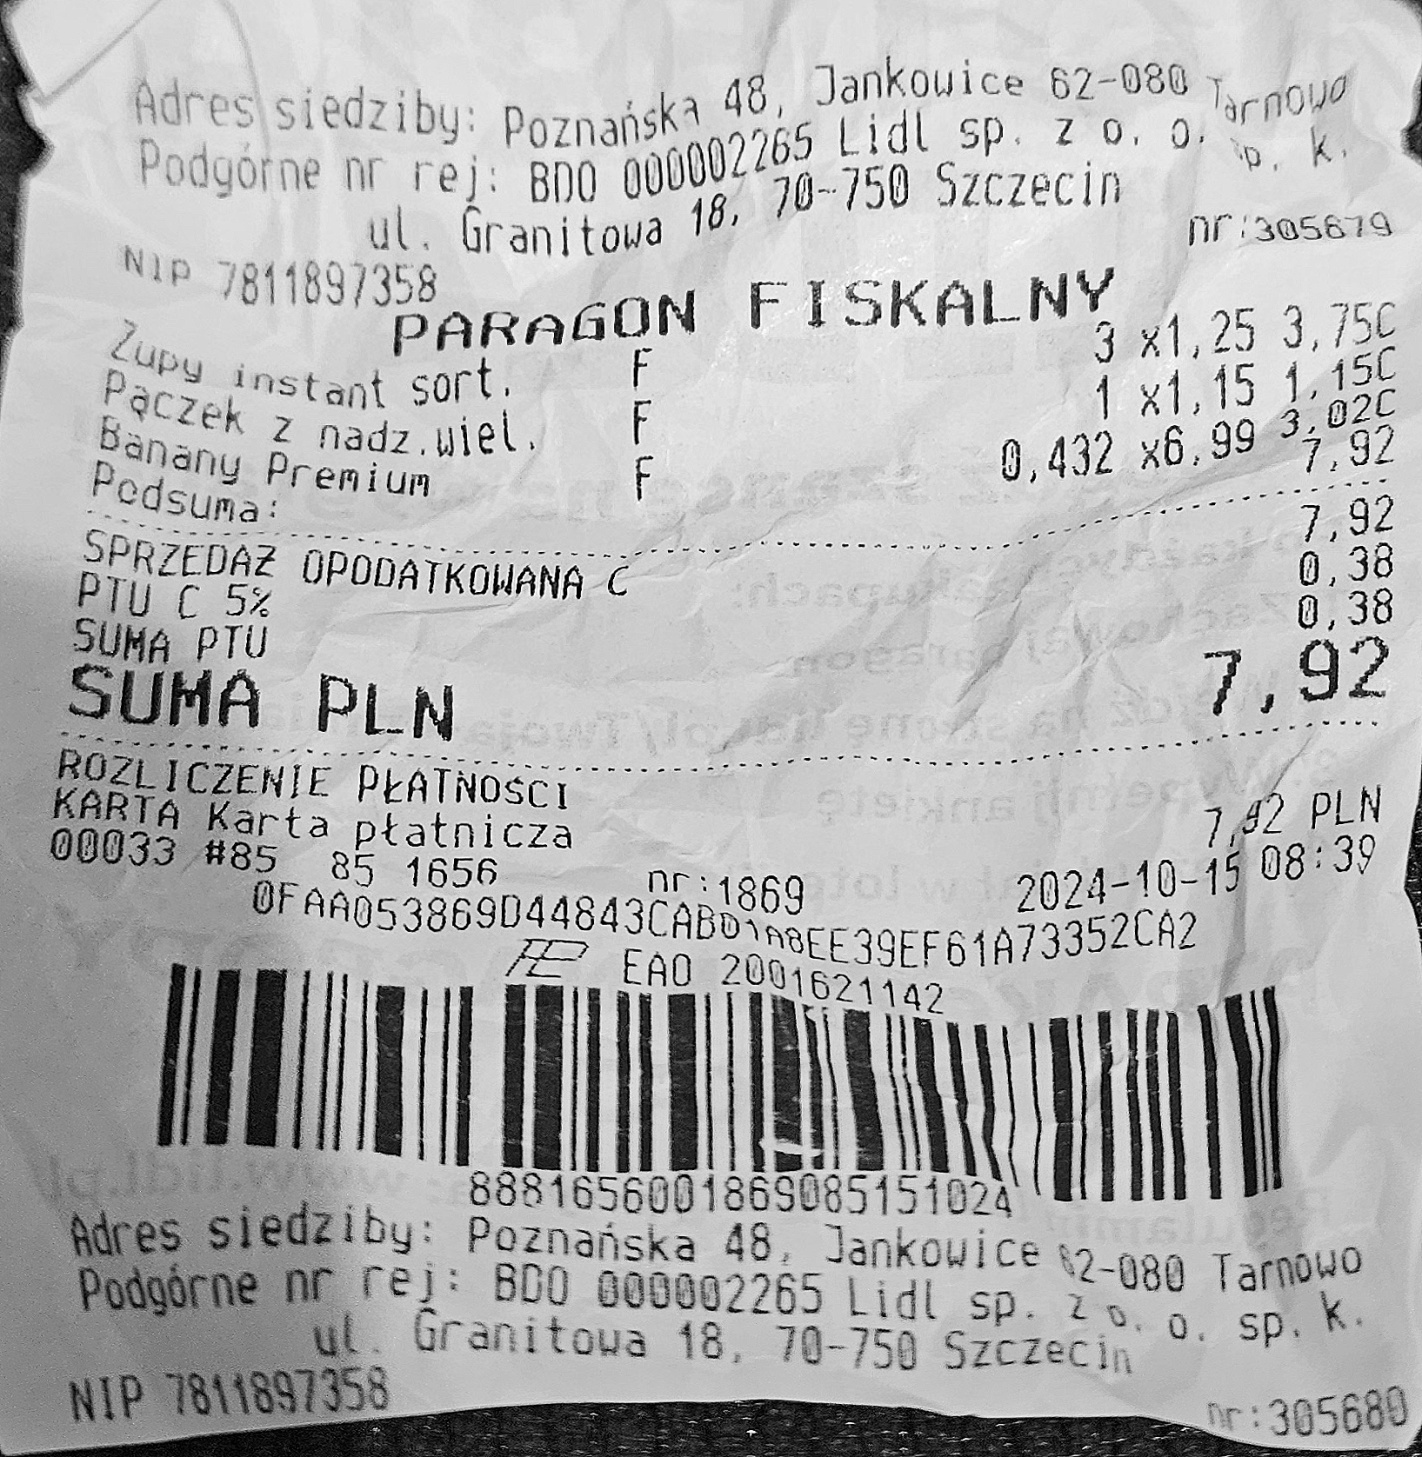 Adres siedziby: Poznańska 48, Jankowice 62-080 Tarnowo
Podgórne nr rej: BDO 000002265 Lidl sp. z o. o. sp. k.
ul. Granitowa 18, 70-750 Szczecin
NIP 7811897358 nr:305679
PARAGON FISKALNY
Zupy instant sort. F 3 x1,25 3,75C
Pączek z nadz.wiel. F 1 x1,15 1,15C
Banany Premium F 0,432 x6,99 3,02C
Podsuma: 7,92
SPRZEDAŻ OPODATKOWANA C 7,92
PTU C 5% 0,38
SUMA PTU 0,38
SUMA PLN 7,92
ROZLICZENIE PŁATNOŚCI
KARTA Karta płatnicza 7,92 PLN
00033 #85 85 1656 nr:1869 2024-10-15 08:39
0FAA053869D44843CABD1A8EE39EF61A73352CA2
EAO 2001621142
888165600186908515​1024
Adres siedziby: Poznańska 48, Jankowice 62-080 Tarnowo
Podgórne nr rej: BDO 000002265 Lidl sp. z o. o. sp. k.
ul. Granitowa 18, 70-750 Szczecin
NIP 7811897358 nr:305680